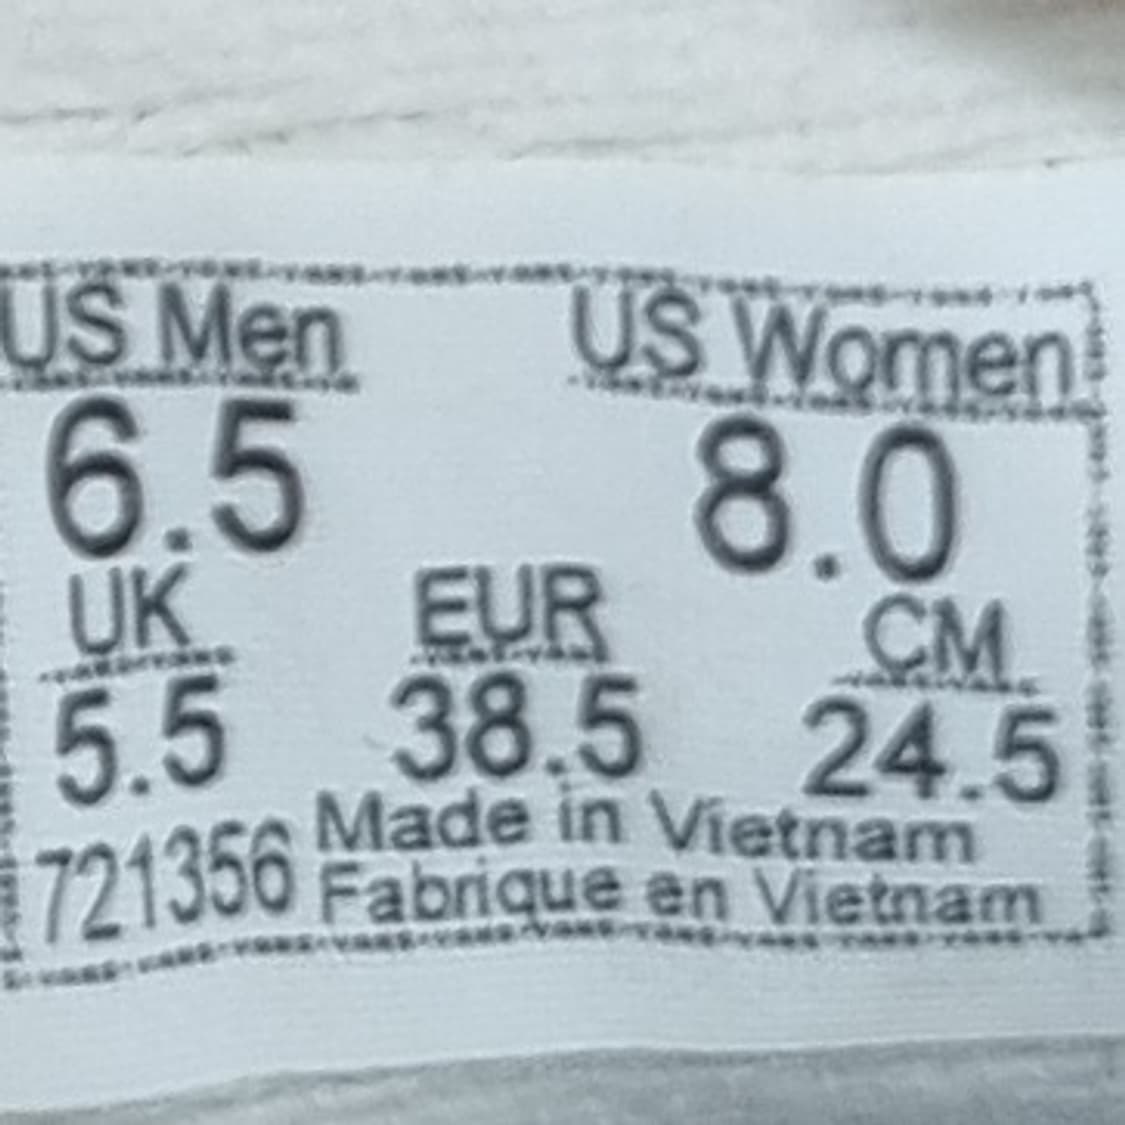 US Men US Women
6.5 8.0
UK EUR CM
5.5 38.5 24.5
721356 Made in Vietnam
Fabrique en Vietnam